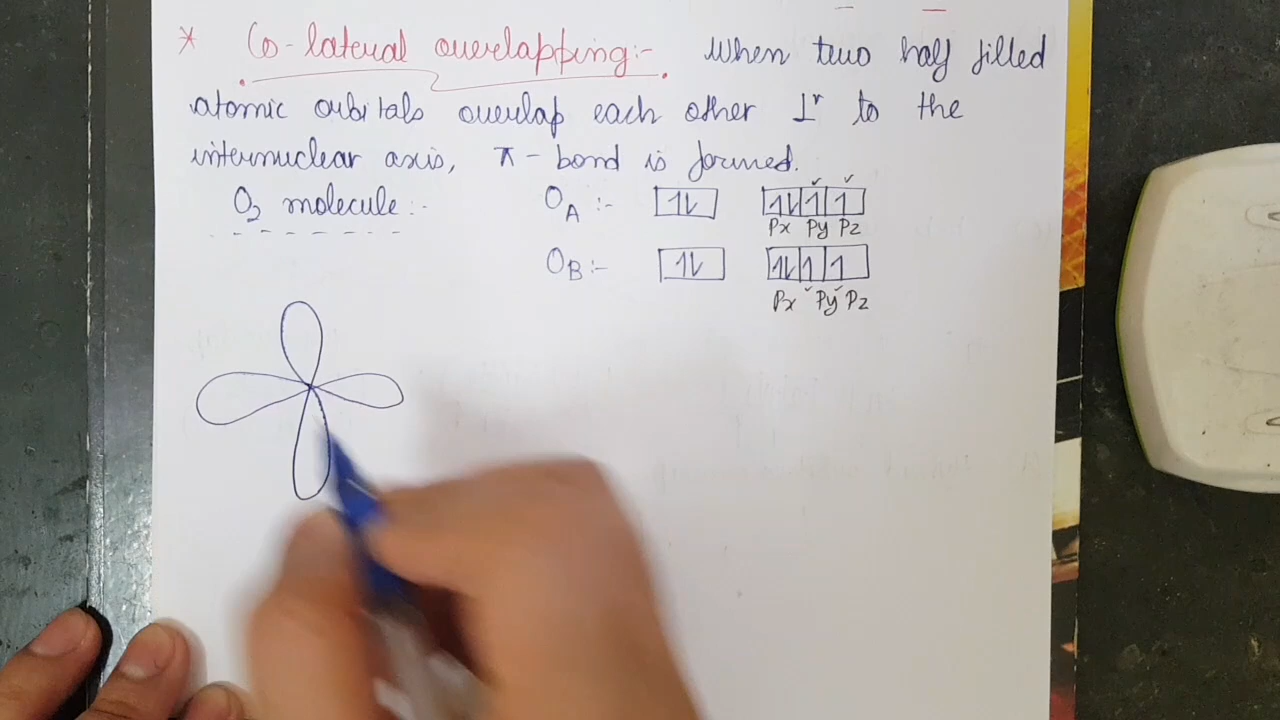 * Co-lateral overlapping:- When two half filled
atomic orbitals overlap each other ⊥r to the
internuclear axis, π-bond is formed.
O2 molecule:- OA :- 1L 1L 1 1
Px Py Pz
OB:- 1L 1L 1 1
Px Py Pz